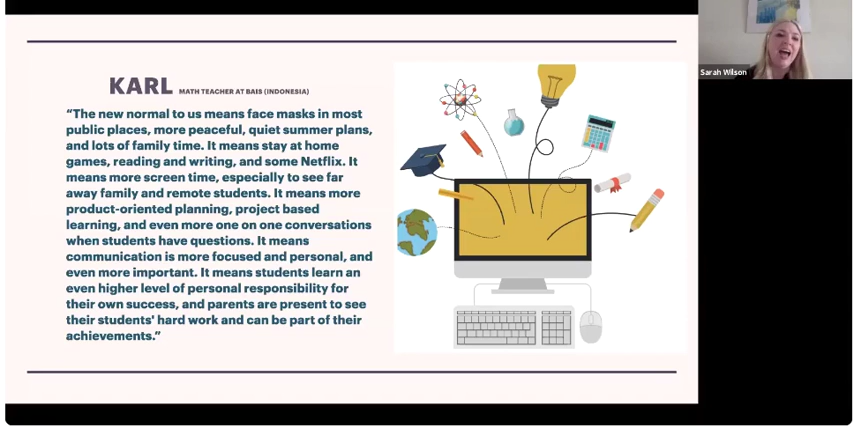 KARL MATH TEACHER AT BAIS (INDONESIA)
“The new normal to us means face masks in most
public places, more peaceful, quiet summer plans,
and lots of family time. It means stay at home
games, reading and writing, and some Netflix. It
means more screen time, especially to see far
away family and remote students. It means more
product-oriented planning, project based
learning, and even more one on one conversations
when students have questions. It means
communication is more focused and personal, and
even more important. It means students learn an
even higher level of personal responsibility for
their own success, and parents are present to see
their students' hard work and can be part of their
achievements.”
Sarah Wilson